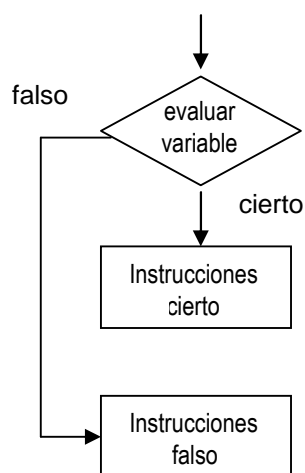 falso
evaluar
variable
cierto
Instrucciones
cierto
Instrucciones
falso